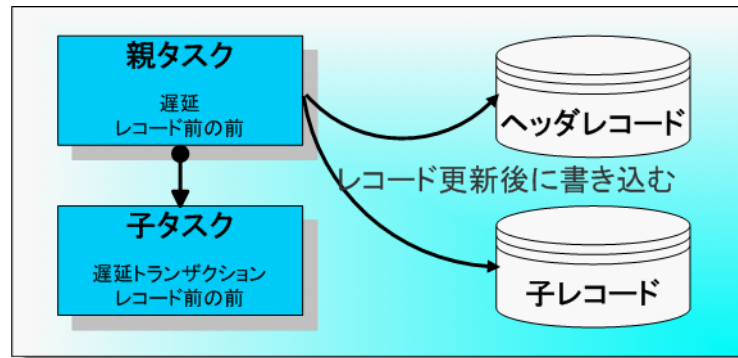 親タスク
遅延
レコード前の前
ヘッダレコード
レコード更新後に書き込む
子タスク
遅延トランザクション
レコード前の前
子レコード